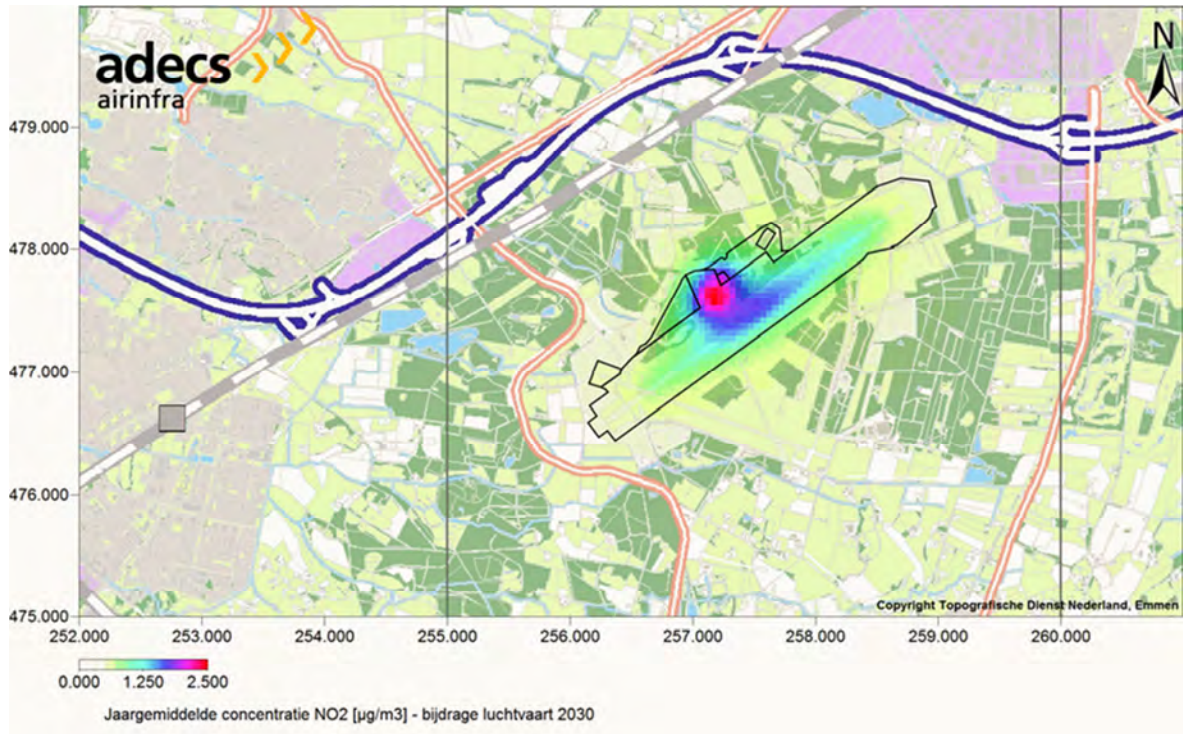 adecs
airinfra
N
479.000
478.000
477.000
476.000
475.000
Copyright Topografische Dienst Nederland, Emmen
252.000 253.000 254.000 255.000 256.000 257.000 258.000 259.000 260.000
0.000 1.250 2.500
Jaargemiddelde concentratie NO2 [µg/m3] - bijdrage luchtvaart 2030